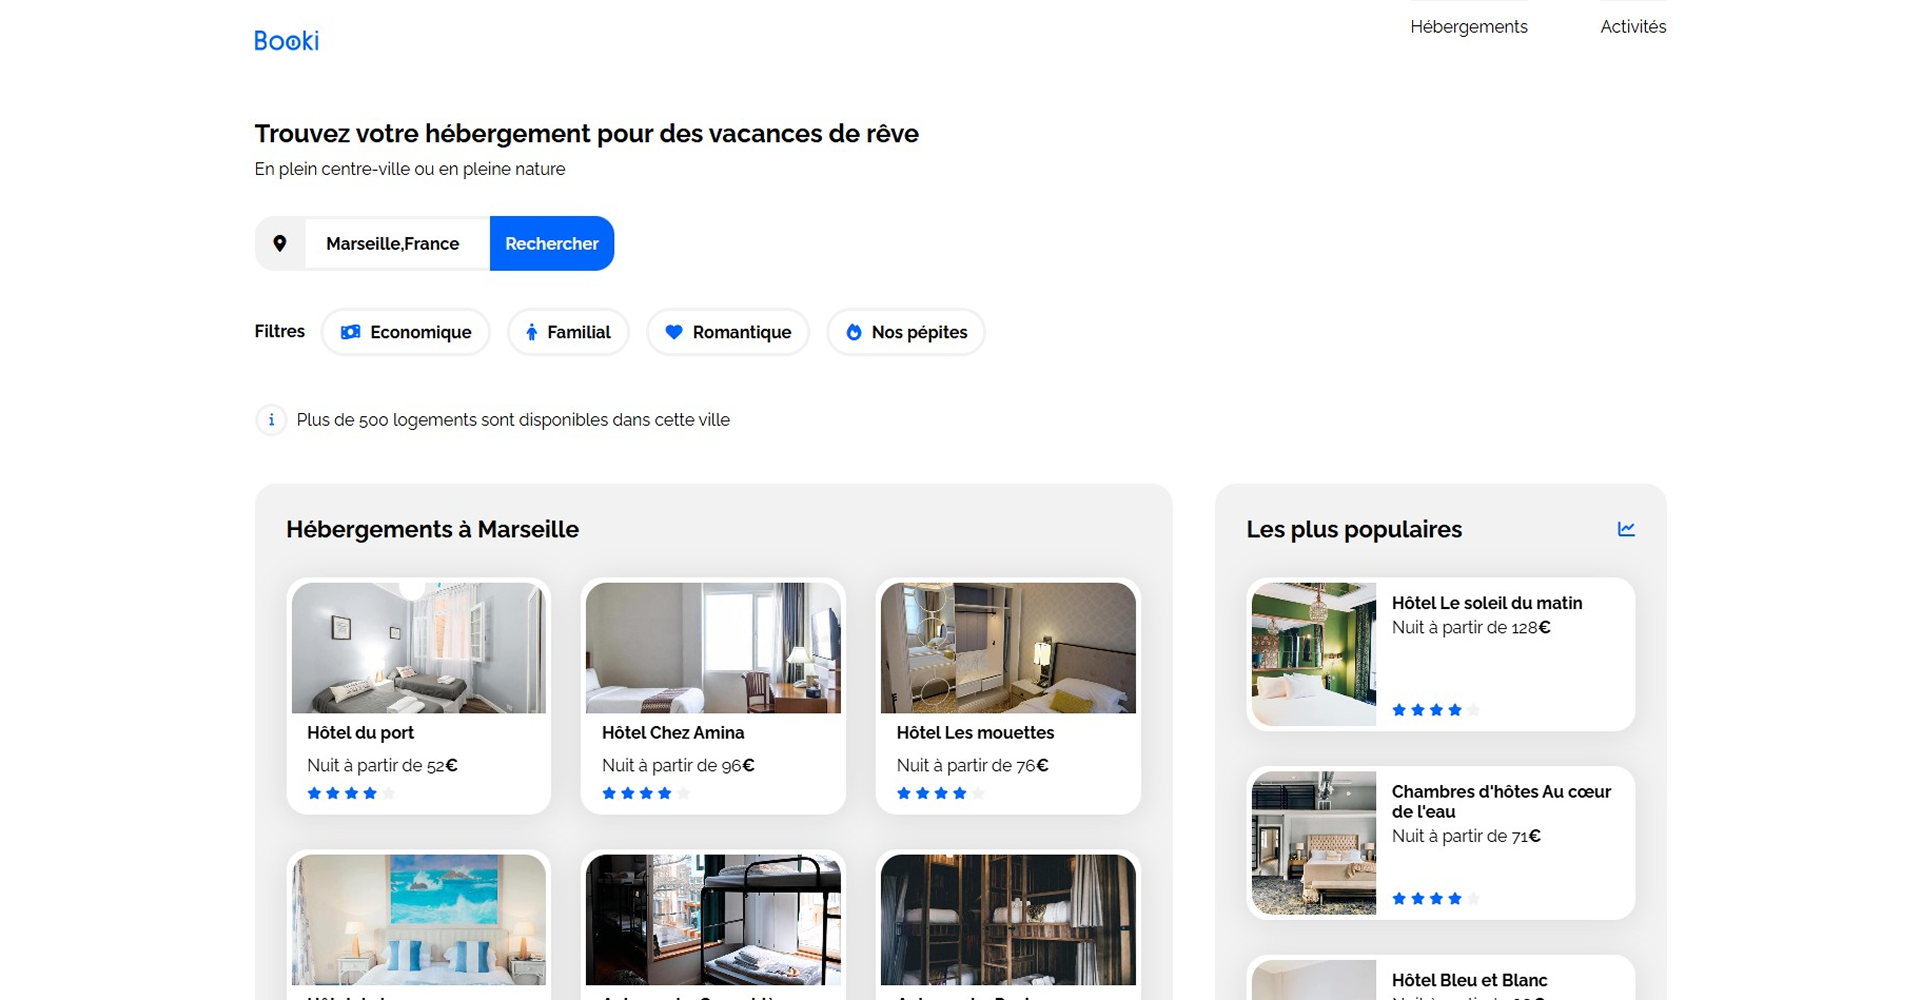 Booki
Hébergements
Activités
Trouvez votre hébergement pour des vacances de rêve
En plein centre-ville ou en pleine nature
Marseille,France
Rechercher
Filtres
Economique
Familial
Romantique
Nos pépites
i
Plus de 500 logements sont disponibles dans cette ville
Hébergements à Marseille
Hôtel du port
Nuit à partir de 52€
Hôtel Chez Amina
Nuit à partir de 96€
Hôtel Les mouettes
Nuit à partir de 76€
Les plus populaires
Hôtel Le soleil du matin
Nuit à partir de 128€
Chambres d'hôtes Au cœur
de l'eau
Nuit à partir de 71€
Hôtel Bleu et Blanc